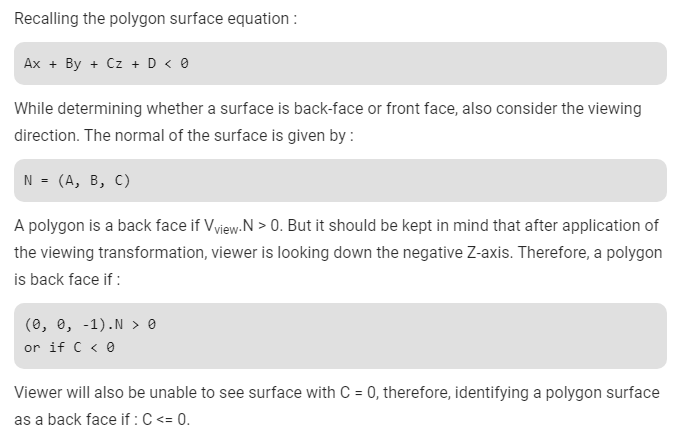 Recalling the polygon surface equation :
Ax + By + Cz + D < 0
While determining whether a surface is back-face or front face, also consider the viewing
direction. The normal of the surface is given by :
N = (A, B, C)
A polygon is a back face if Vview.N > 0. But it should be kept in mind that after application of
the viewing transformation, viewer is looking down the negative Z-axis. Therefore, a polygon
is back face if :
(0, 0, -1).N > 0
or if C < 0
Viewer will also be unable to see surface with C = 0, therefore, identifying a polygon surface
as a back face if : C <= 0.